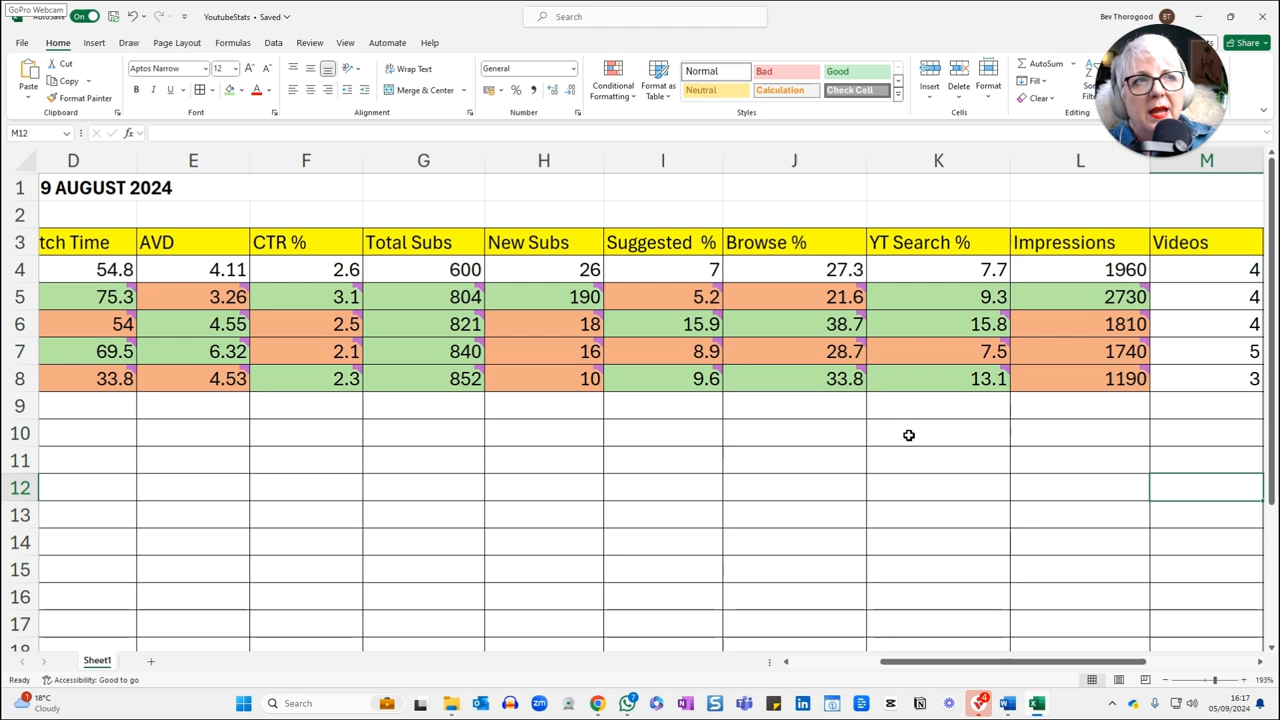 GoPro Webcam
AutoSave On YoutubeStats • Saved Search Bev Thorogood BT
File Home Insert Draw Page Layout Formulas Data Review View Automate Help Share
Paste Cut Copy Format Painter Clipboard
Aptos Narrow 12 B I U Font
Wrap Text Merge & Center Alignment
General % Number
Conditional Formatting Format as Table
Normal Bad Good Neutral Calculation Check Cell Styles
Insert Delete Format Cells
AutoSum Fill Clear Editing
M12 fx
D E F G H I J K L M
1 9 AUGUST 2024
2
3 tch Time AVD CTR % Total Subs New Subs Suggested % Browse % YT Search % Impressions Videos
4 54.8 4.11 2.6 600 26 7 27.3 7.7 1960 4
5 75.3 3.26 3.1 804 190 5.2 21.6 9.3 2730 4
6 54 4.55 2.5 821 18 15.9 38.7 15.8 1810 4
7 69.5 6.32 2.1 840 16 8.9 28.7 7.5 1740 5
8 33.8 4.53 2.3 852 10 9.6 33.8 13.1 1190 3
9
10
11
12
13
14
15
16
17
18
Sheet1
Ready Accessibility: Good to go 193%
1 18°C Cloudy Search 7 4 16:17 05/09/2024